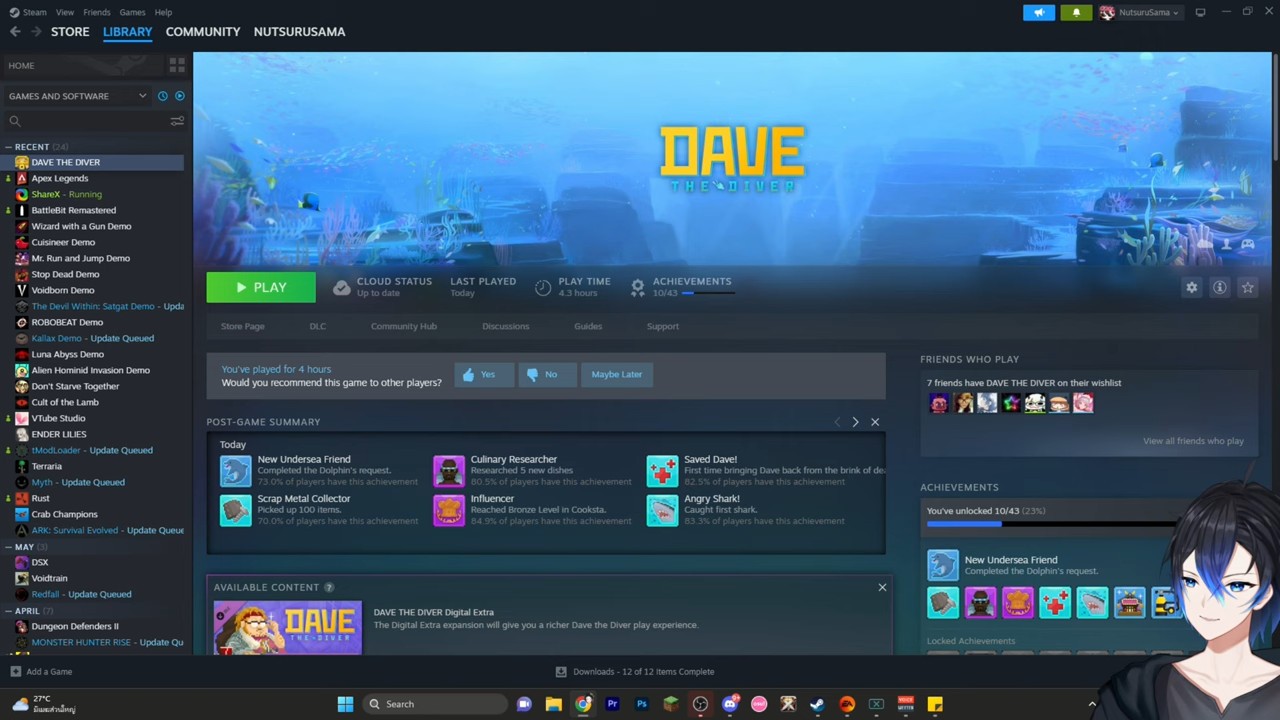 Steam View Friends Games Help
NutsuruSama
STORE LIBRARY COMMUNITY NUTSURUSAMA
HOME
GAMES AND SOFTWARE
RECENT (24)
DAVE THE DIVER
Apex Legends
ShareX - Running
BattleBit Remastered
Wizard with a Gun Demo
Cuisineer Demo
Mr. Run and Jump Demo
Stop Dead Demo
Voidborn Demo
The Devil Within: Satgat Demo - Upda
ROBOBEAT Demo
Kallax Demo - Update Queued
Luna Abyss Demo
Alien Hominid Invasion Demo
Don't Starve Together
Cult of the Lamb
VTube Studio
ENDER LILIES
tModLoader - Update Queued
Terraria
Myth - Update Queued
Rust
Crab Champions
ARK: Survival Evolved - Update Queue
MAY (3)
DSX
Voidtrain
Redfall - Update Queued
APRIL (7)
Dungeon Defenders II
MONSTER HUNTER RISE - Update Qu
DAVE
THE DIVER
PLAY
CLOUD STATUS
Up to date
LAST PLAYED
Today
PLAY TIME
4.3 hours
ACHIEVEMENTS
10/43
Store Page DLC Community Hub Discussions Guides Support
You've played for 4 hours
Would you recommend this game to other players?
Yes No Maybe Later
POST-GAME SUMMARY
Today
New Undersea Friend
Completed the Dolphin's request.
73.0% of players have this achievement
Culinary Researcher
Researched 5 new dishes
80.5% of players have this achievement
Saved Dave!
First time bringing Dave back from the brink of de
82.5% of players have this achievement
Scrap Metal Collector
Picked up 100 items.
70.0% of players have this achievement
Influencer
Reached Bronze Level in Cooksta.
84.9% of players have this achievement
Angry Shark!
Caught first shark.
83.3% of players have this achievement
AVAILABLE CONTENT ?
DAVE
THE DIVER
DAVE THE DIVER Digital Extra
The Digital Extra expansion will give you a richer Dave the Diver play experience.
FRIENDS WHO PLAY
7 friends have DAVE THE DIVER on their wishlist
View all friends who play
ACHIEVEMENTS
You've unlocked 10/43 (23%)
New Undersea Friend
Completed the Dolphin's request.
Locked Achievements
Add a Game
Downloads - 12 of 12 Items Complete
27°C
มีเมฆส่วนใหญ่
Search